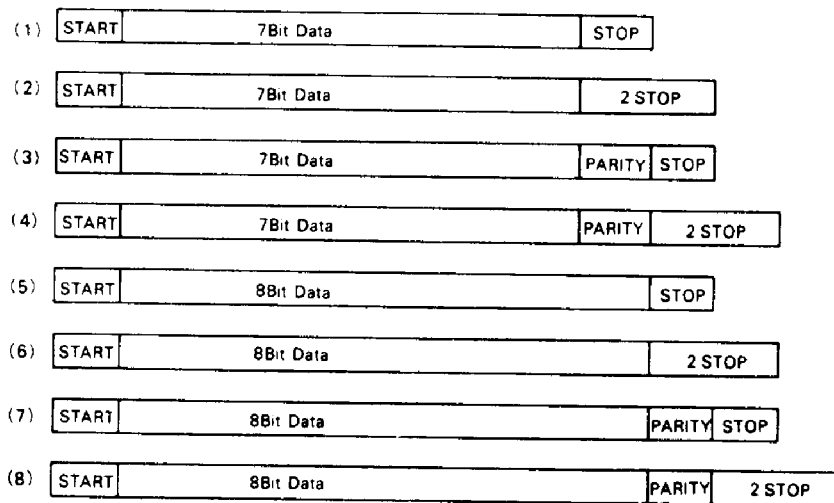 (1) START 7Bit Data STOP
(2) START 7Bit Data 2 STOP
(3) START 7Bit Data PARITY STOP
(4) START 7Bit Data PARITY 2 STOP
(5) START 8Bit Data STOP
(6) START 8Bit Data 2 STOP
(7) START 8Bit Data PARITY STOP
(8) START 8Bit Data PARITY 2 STOP